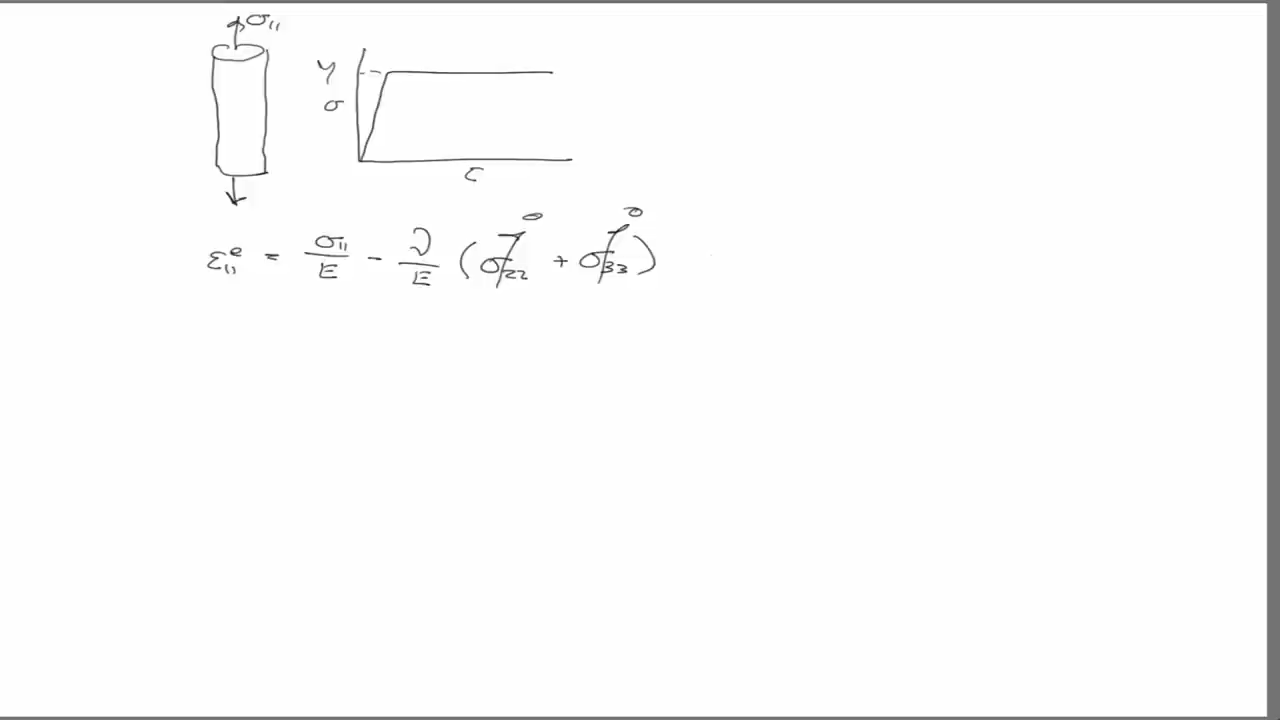 σ₁₁
Y
σ
ε
ε₁₁ᵉ = σ₁₁/E - ν/E (σ₂₂ + σ₃₃)
0 0